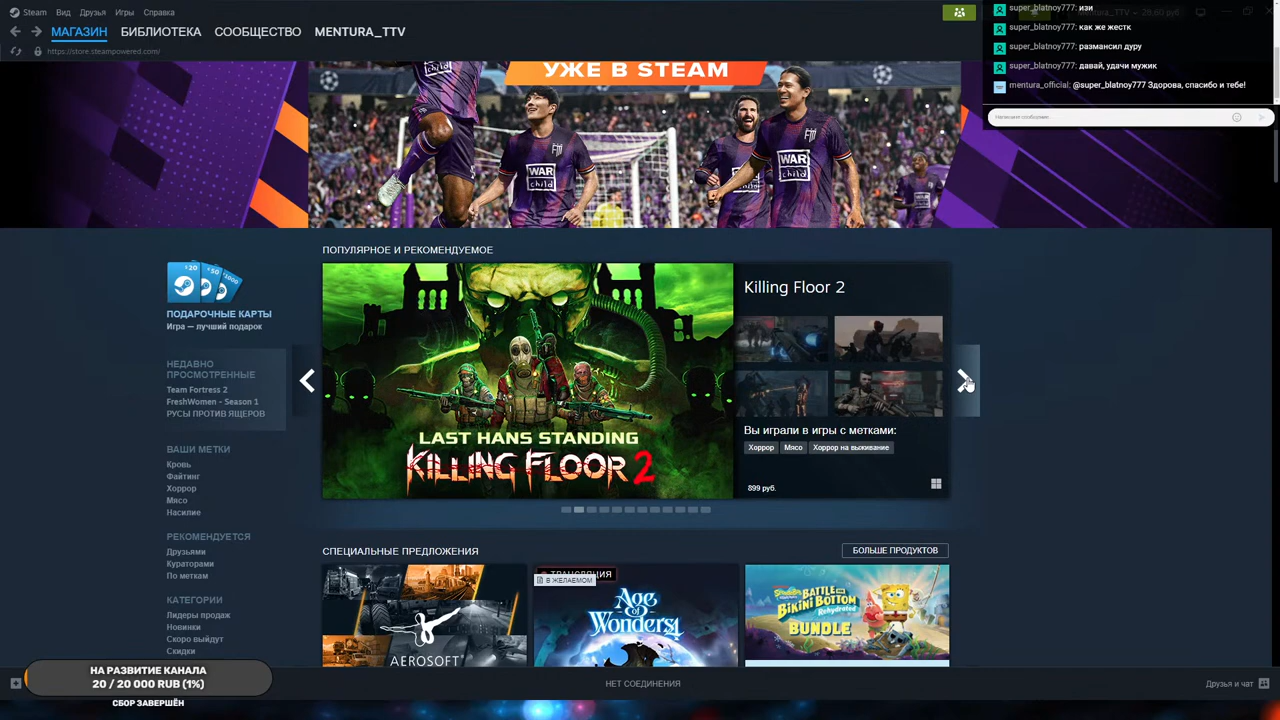 Steam Вид Друзья Игры Справка
МАГАЗИН БИБЛИОТЕКА СООБЩЕСТВО MENTURA_TTV
https://store.steampowered.com/
super_blatnoy777: изи
super_blatnoy777: как же жестк
super_blatnoy777: размансил дуру
super_blatnoy777: давай, удачи мужик
mentura_official: @super_blatnoy777 Здорова, спасибо и тебе!
УЖЕ В STEAM
WAR child
WAR child
WAR child
ПОПУЛЯРНОЕ И РЕКОМЕНДУЕМОЕ
ПОДАРОЧНЫЕ КАРТЫ
Игра — лучший подарок
НЕДАВНО
ПРОСМОТРЕННЫЕ
Team Fortress 2
FreshWomen - Season 1
РУСЫ ПРОТИВ ЯЩЕРОВ
ВАШИ МЕТКИ
Кровь
Файтинг
Хоррор
Мясо
Насилие
РЕКОМЕНДУЕТСЯ
Друзьями
Кураторами
По меткам
КАТЕГОРИИ
Лидеры продаж
Новинки
Скоро выйдут
Скидки
LAST HANS STANDING
KILLING FLOOR 2
Killing Floor 2
Вы играли в игры с метками:
Хоррор Мясо Хоррор на выживание
899 руб.
СПЕЦИАЛЬНЫЕ ПРЕДЛОЖЕНИЯ
БОЛЬШЕ ПРОДУКТОВ
AEROSOFT
ТРАНСЛЯЦИЯ
В ЖЕЛАЕМОМ
Age of
Wonders4
BATTLE for
BIKINI BOTTOM
Rehydrated
BUNDLE
НА РАЗВИТИЕ КАНАЛА
20 / 20 000 RUB (1%)
СБОР ЗАВЕРШЁН
НЕТ СОЕДИНЕНИЯ
Друзья и чат